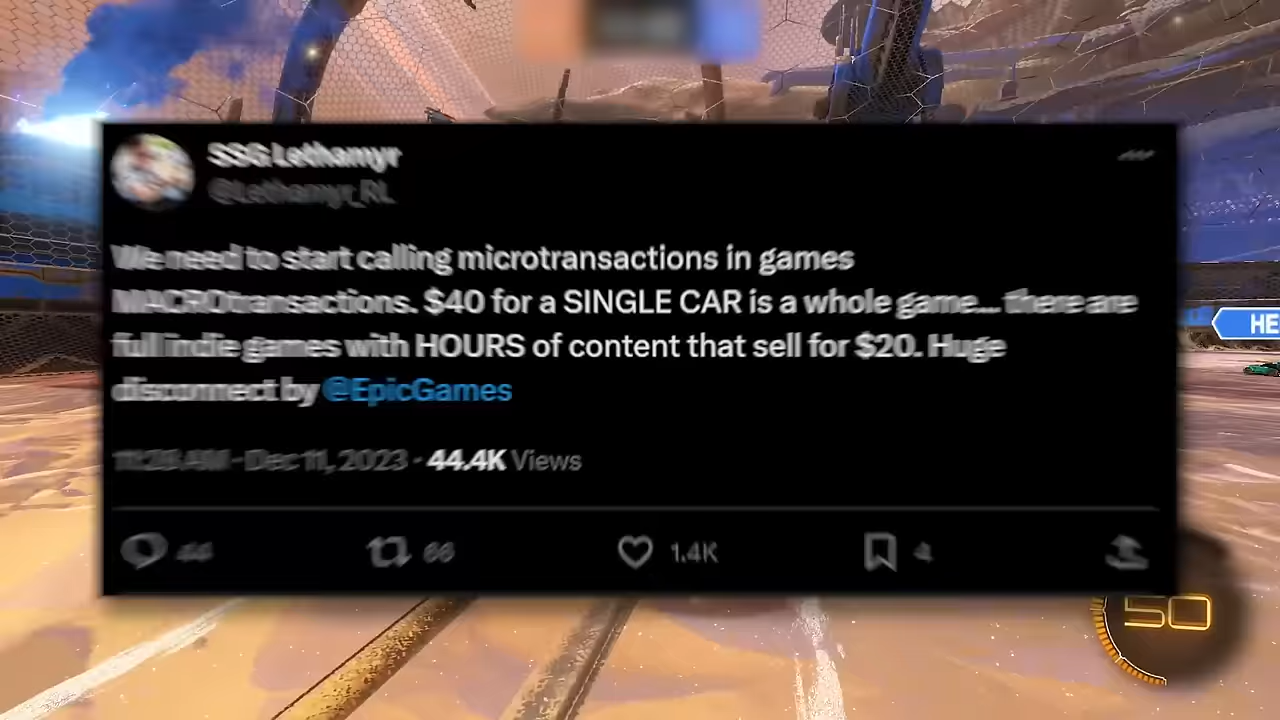 SSG Lethamyr
@Lethamyr_RL
We need to start calling microtransactions in games
MACROtransactions. $40 for a SINGLE CAR is a whole game... there are
full indie games with HOURS of content that sell for $20. Huge
disconnect by @EpicGames
11:28 AM · Dec 11, 2023 · 44.4K Views
44 66 1.4K 4
HE
50